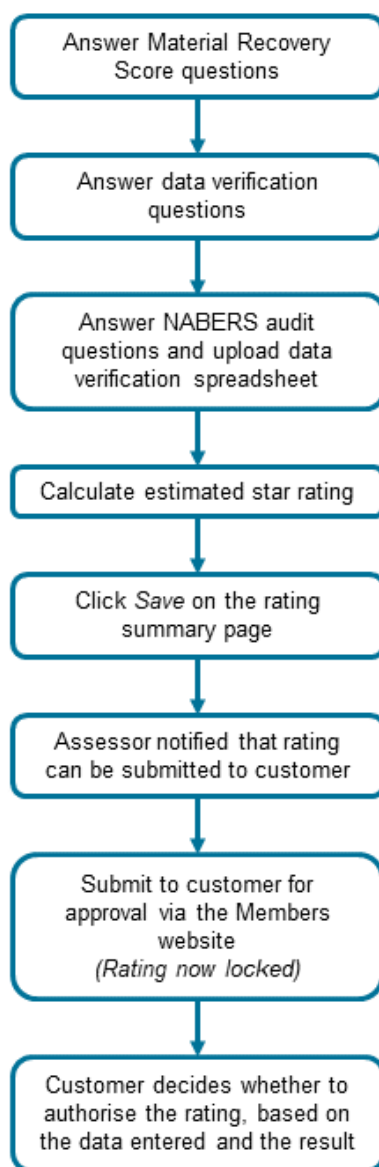 Answer Material Recovery
Score questions
Answer data verification
questions
Answer NABERS audit
questions and upload data
verification spreadsheet
Calculate estimated star rating
Click Save on the rating
summary page
Assessor notified that rating
can be submitted to customer
Submit to customer for
approval via the Members
website
(Rating now locked)
Customer decides whether to
authorise the rating, based on
the data entered and the result